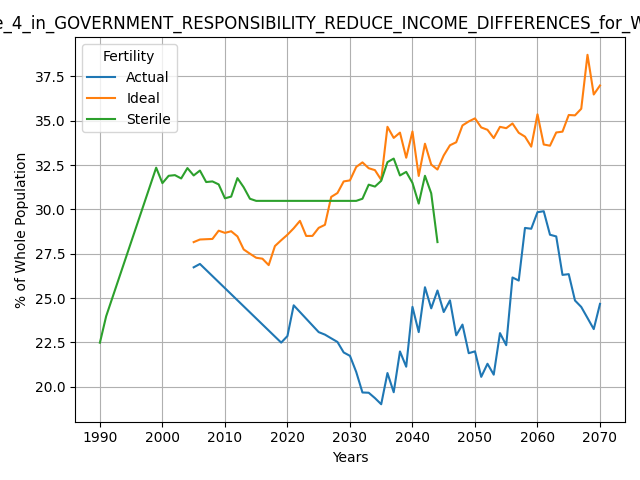 e_4_in_GOVERNMENT_RESPONSIBILITY_REDUCE_INCOME_DIFFERENCES_for_W
Fertility
Actual
Ideal
Sterile
% of Whole Population
37.5
35.0
32.5
30.0
27.5
25.0
22.5
20.0
1990 2000 2010 2020 2030 2040 2050 2060 2070
Years